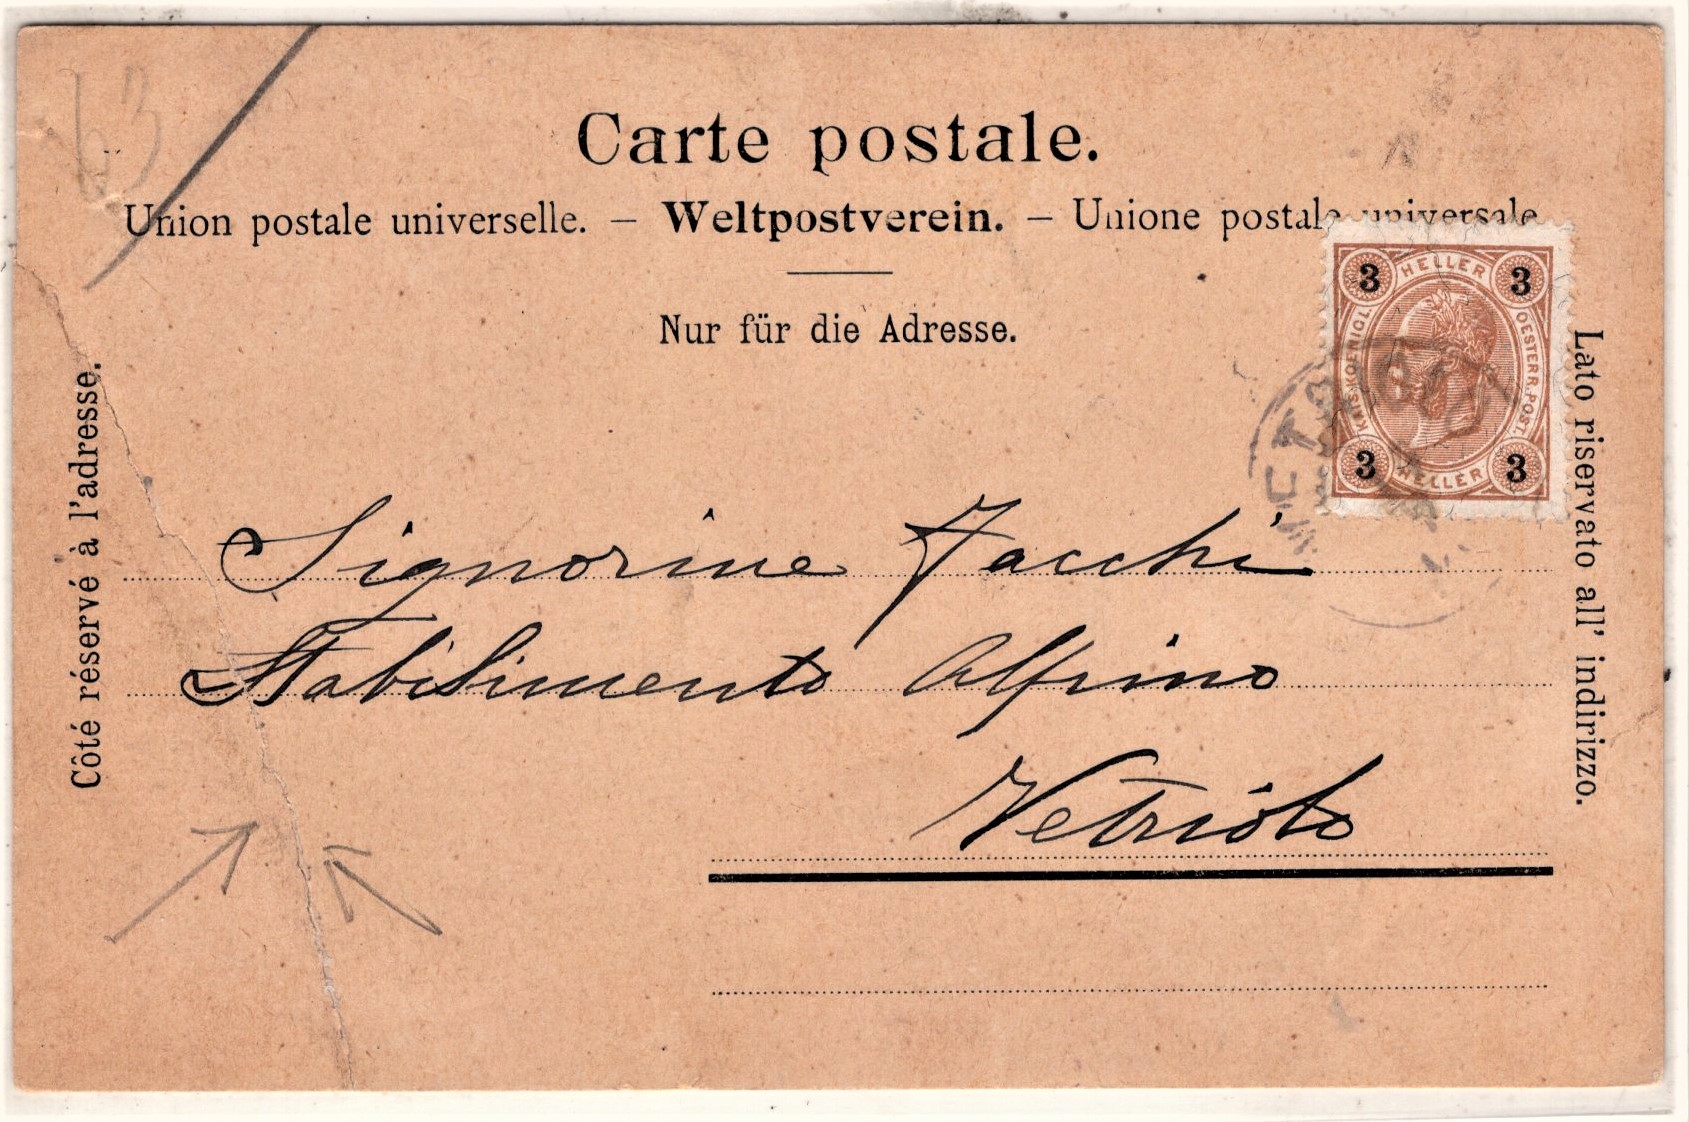 63
Carte postale.
Union postale universelle. — Weltpostverein. — Unione postale universale
Nur für die Adresse.
3 HELLER 3
KAIS. KOENIGL. OESTERR. POST.
3 HELLER 3
Côté réservé à l'adresse.
Lato riservato all' indirizzo.
Signorine Jacchi
Stabilimento Alpino
Vetriolo